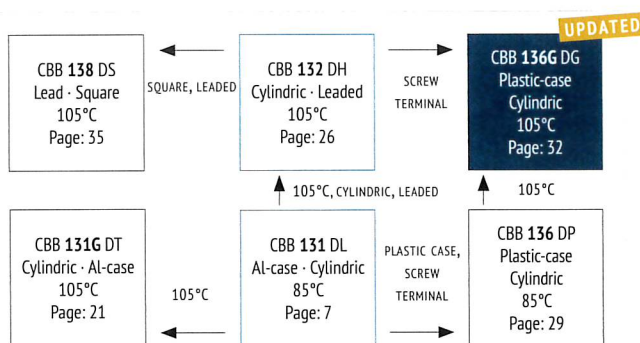 UPDATED
CBB 138 DS
Lead · Square
105°C
Page: 35
SQUARE, LEADED
CBB 132 DH
Cylindric · Leaded
105°C
Page: 26
SCREW
TERMINAL
CBB 136G DG
Plastic-case
Cylindric
105°C
Page: 32
105°C, CYLINDRIC, LEADED
105°C
CBB 131G DT
Cylindric · Al-case
105°C
Page: 21
105°C
CBB 131 DL
Al-case · Cylindric
85°C
Page: 7
PLASTIC CASE,
SCREW
TERMINAL
CBB 136 DP
Plastic-case
Cylindric
85°C
Page: 29